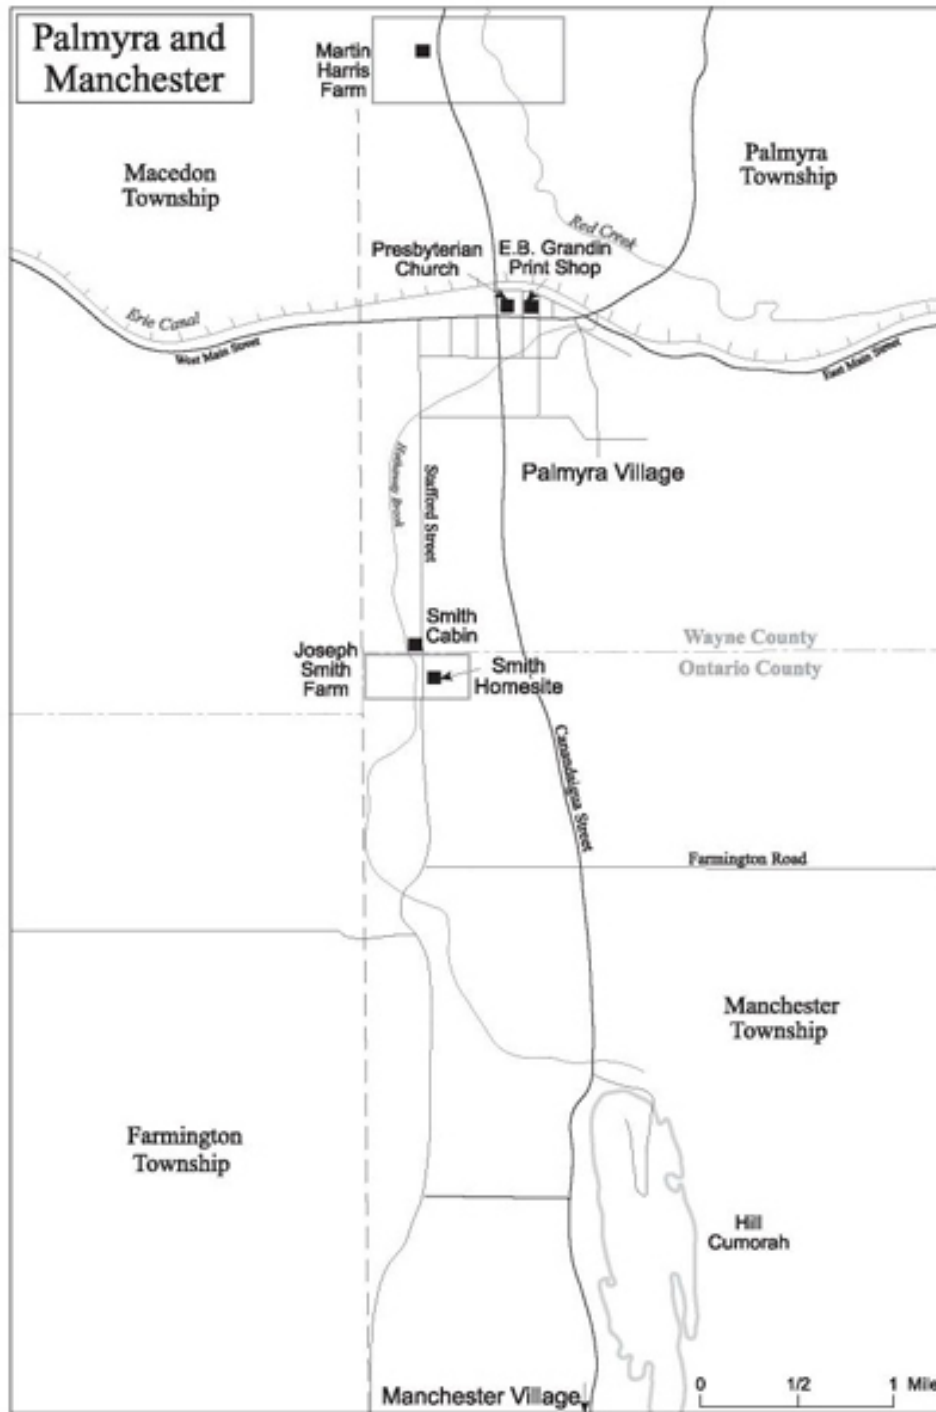 Palmyra and
Manchester
Martin
Harris
Farm
Macedon
Township
Palmyra
Township
Red Creek
Presbyterian
Church
E.B. Grandin
Print Shop
Erie Canal
West Main Street
East Main Street
Hathaway Brook
Stafford Street
Palmyra Village
Smith
Cabin
Joseph
Smith
Farm
Smith
Homesite
Wayne County
Ontario County
Canandaigua Street
Farmington Road
Manchester
Township
Farmington
Township
Hill
Cumorah
Manchester Village
0 1/2 1 Mile